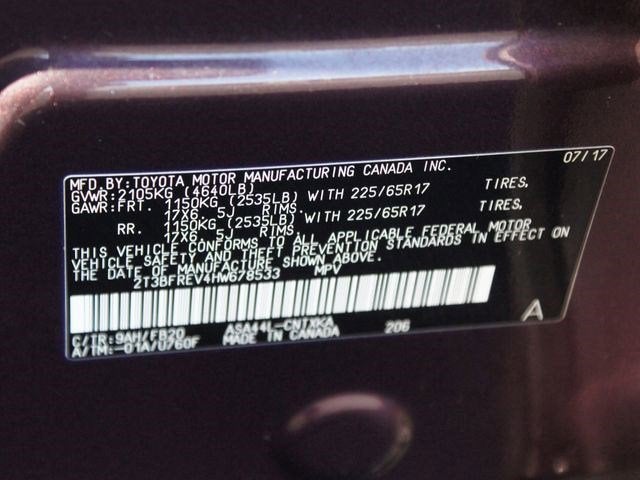 MFD. BY: TOYOTA MOTOR MANUFACTURING CANADA INC. 07/17
GVWR: 2105KG (4640LB)
GAWR: FRT. 1150KG (2535LB) WITH 225/65R17 TIRES,
17X6.5J RIMS.
RR. 1150KG (2535LB) WITH 225/65R17 TIRES,
17X6.5J RIMS.
THIS VEHICLE CONFORMS TO ALL APPLICABLE FEDERAL MOTOR
VEHICLE SAFETY AND THEFT PREVENTION STANDARDS IN EFFECT ON
THE DATE OF MANUFACTURE SHOWN ABOVE.
2T3BFREV4HW678533 MPV
C/TR: 9AH/FB20 ASA44L-CNTXKA 206
A/TM: -01A/U760F MADE IN CANADA
A